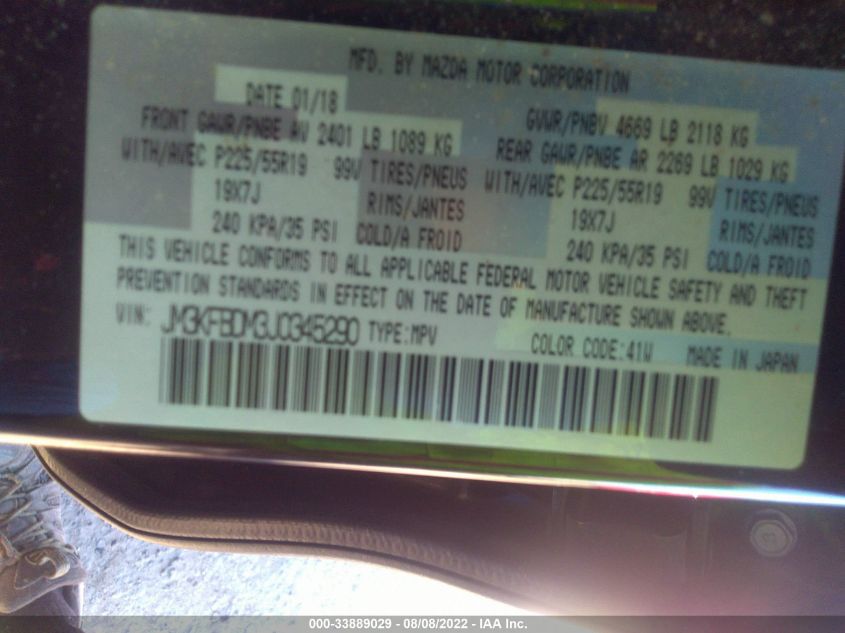 MFD. BY MAZDA MOTOR CORPORATION
DATE 01/18 GVWR/PNBV 4669 LB 2118 KG
FRONT GAWR/PNBE AV 2401 LB 1089 KG REAR GAWR/PNBE AR 2269 LB 1029 KG
WITH/AVEC P225/55R19 99V TIRES/PNEUS WITH/AVEC P225/55R19 99V TIRES/PNEUS
19X7J RIMS/JANTES 19X7J RIMS/JANTES
240 KPA/35 PSI COLD/A FROID 240 KPA/35 PSI COLD/A FROID
THIS VEHICLE CONFORMS TO ALL APPLICABLE FEDERAL MOTOR VEHICLE SAFETY AND THEFT
PREVENTION STANDARDS IN EFFECT ON THE DATE OF MANUFACTURE SHOWN ABOVE.
VIN: JM3KFBDM3J0345290 TYPE:MPV COLOR CODE:41W MADE IN JAPAN
000-33889029 - 08/08/2022 - IAA Inc.